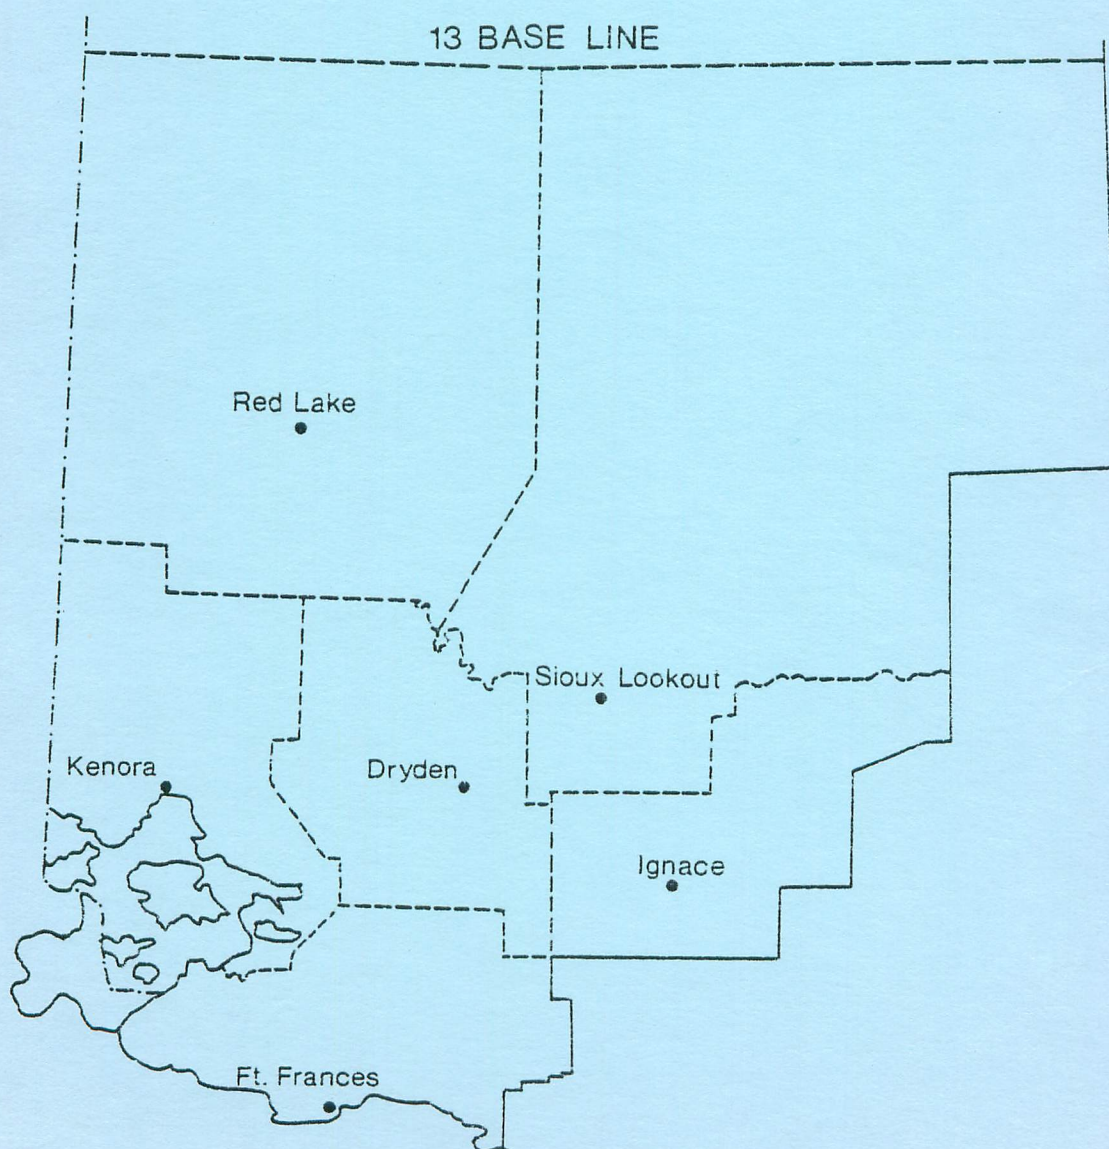 13 BASE LINE
Red Lake
Sioux Lookout
Kenora
Dryden
Ignace
Ft. Frances